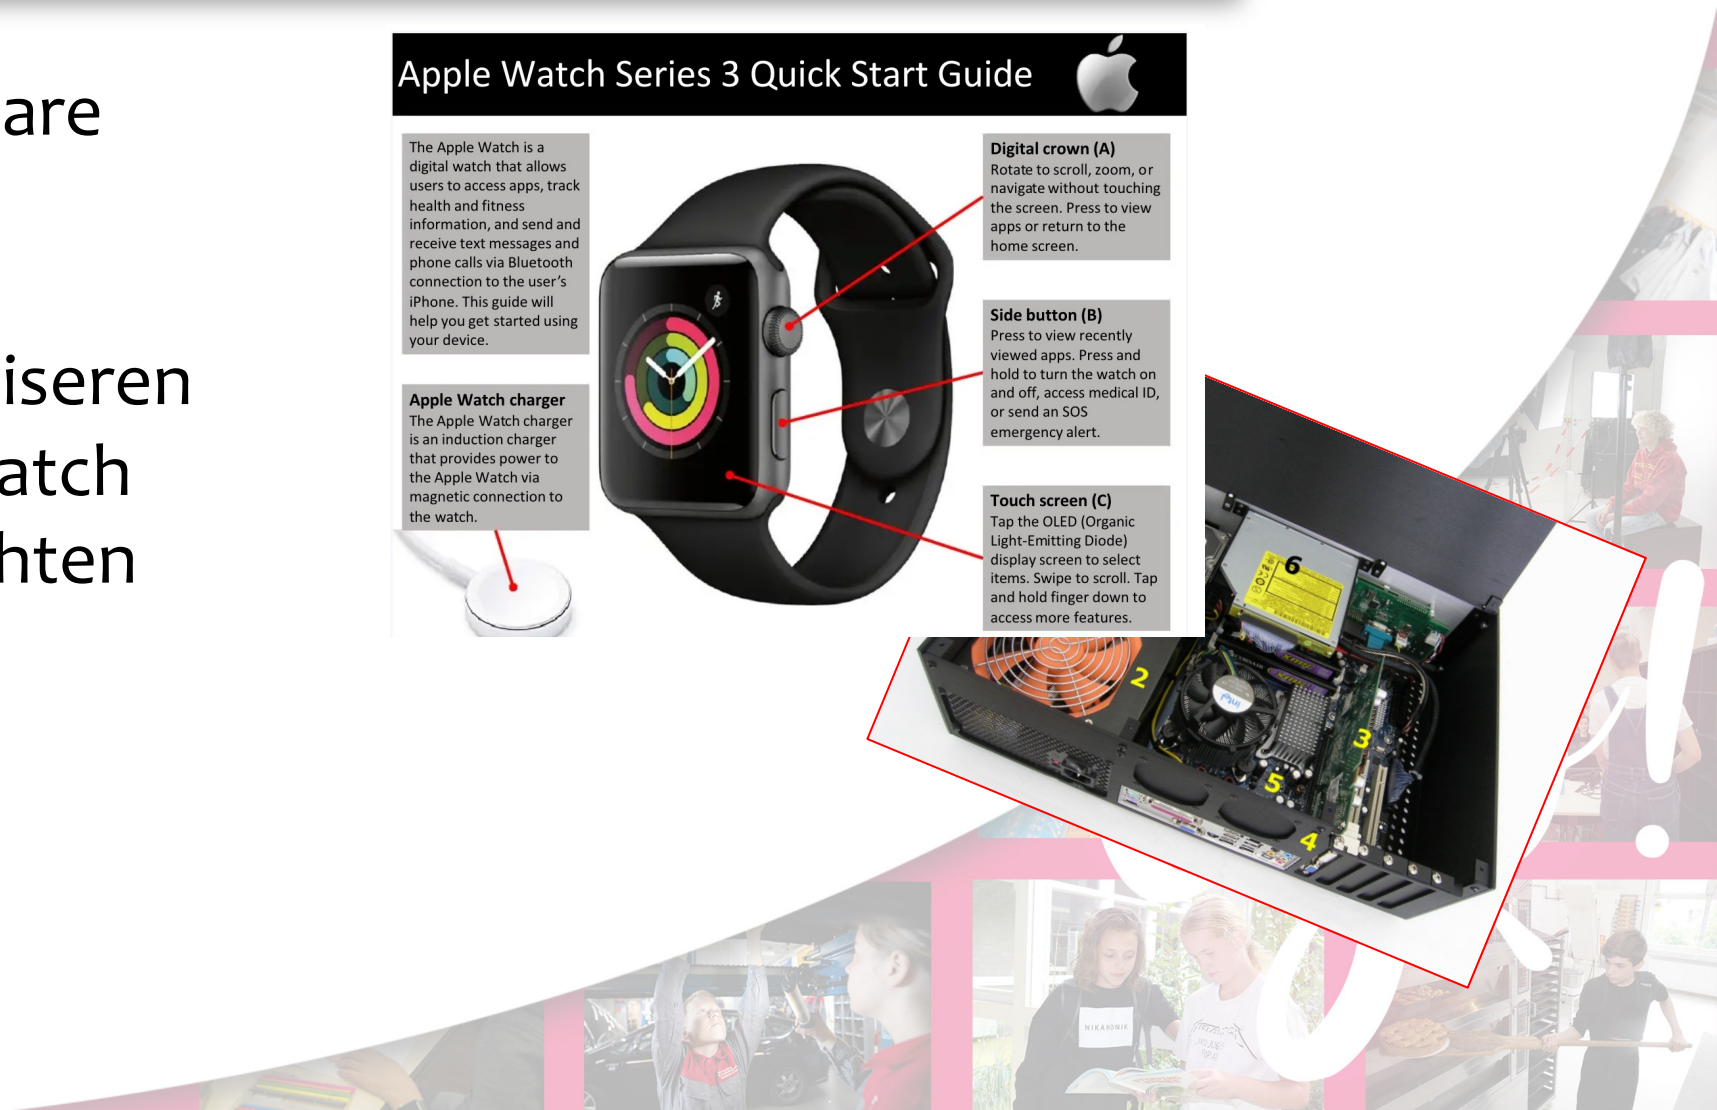 are
iseren
atch
hten
Apple Watch Series 3 Quick Start Guide
The Apple Watch is a
digital watch that allows
users to access apps, track
health and fitness
information, and send and
receive text messages and
phone calls via Bluetooth
connection to the user's
iPhone. This guide will
help you get started using
your device.
Apple Watch charger
The Apple Watch charger
is an induction charger
that provides power to
the Apple Watch via
magnetic connection to
the watch.
Digital crown (A)
Rotate to scroll, zoom, or
navigate without touching
the screen. Press to view
apps or return to the
home screen.
Side button (B)
Press to view recently
viewed apps. Press and
hold to turn the watch on
and off, access medical ID,
or send an SOS
emergency alert.
Touch screen (C)
Tap the OLED (Organic
Light-Emitting Diode)
display screen to select
items. Swipe to scroll. Tap
and hold finger down to
access more features.
6
2
intel
3
5
4
NIKANONIK